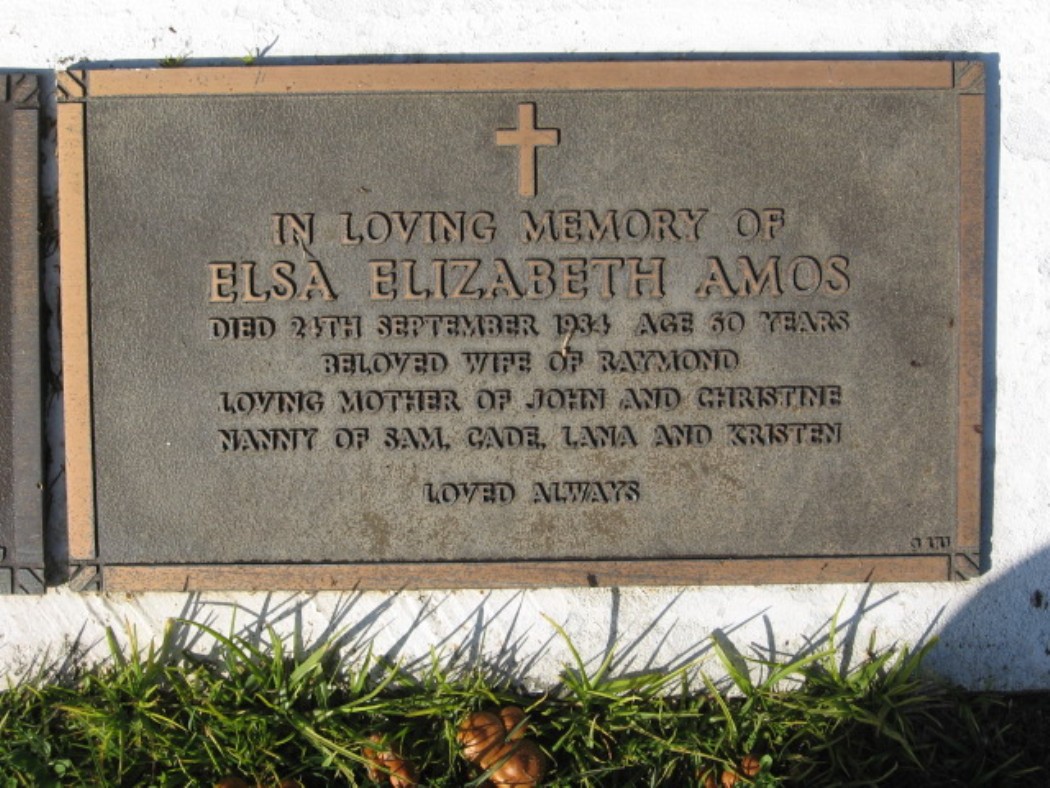 IN LOVING MEMORY OF
ELSA ELIZABETH AMOS
DIED 24TH SEPTEMBER 1984 AGE 60 YEARS
BELOVED WIFE OF RAYMOND
LOVING MOTHER OF JOHN AND CHRISTINE
NANNY OF SAM, CADE, LANA AND KRISTEN
LOVED ALWAYS